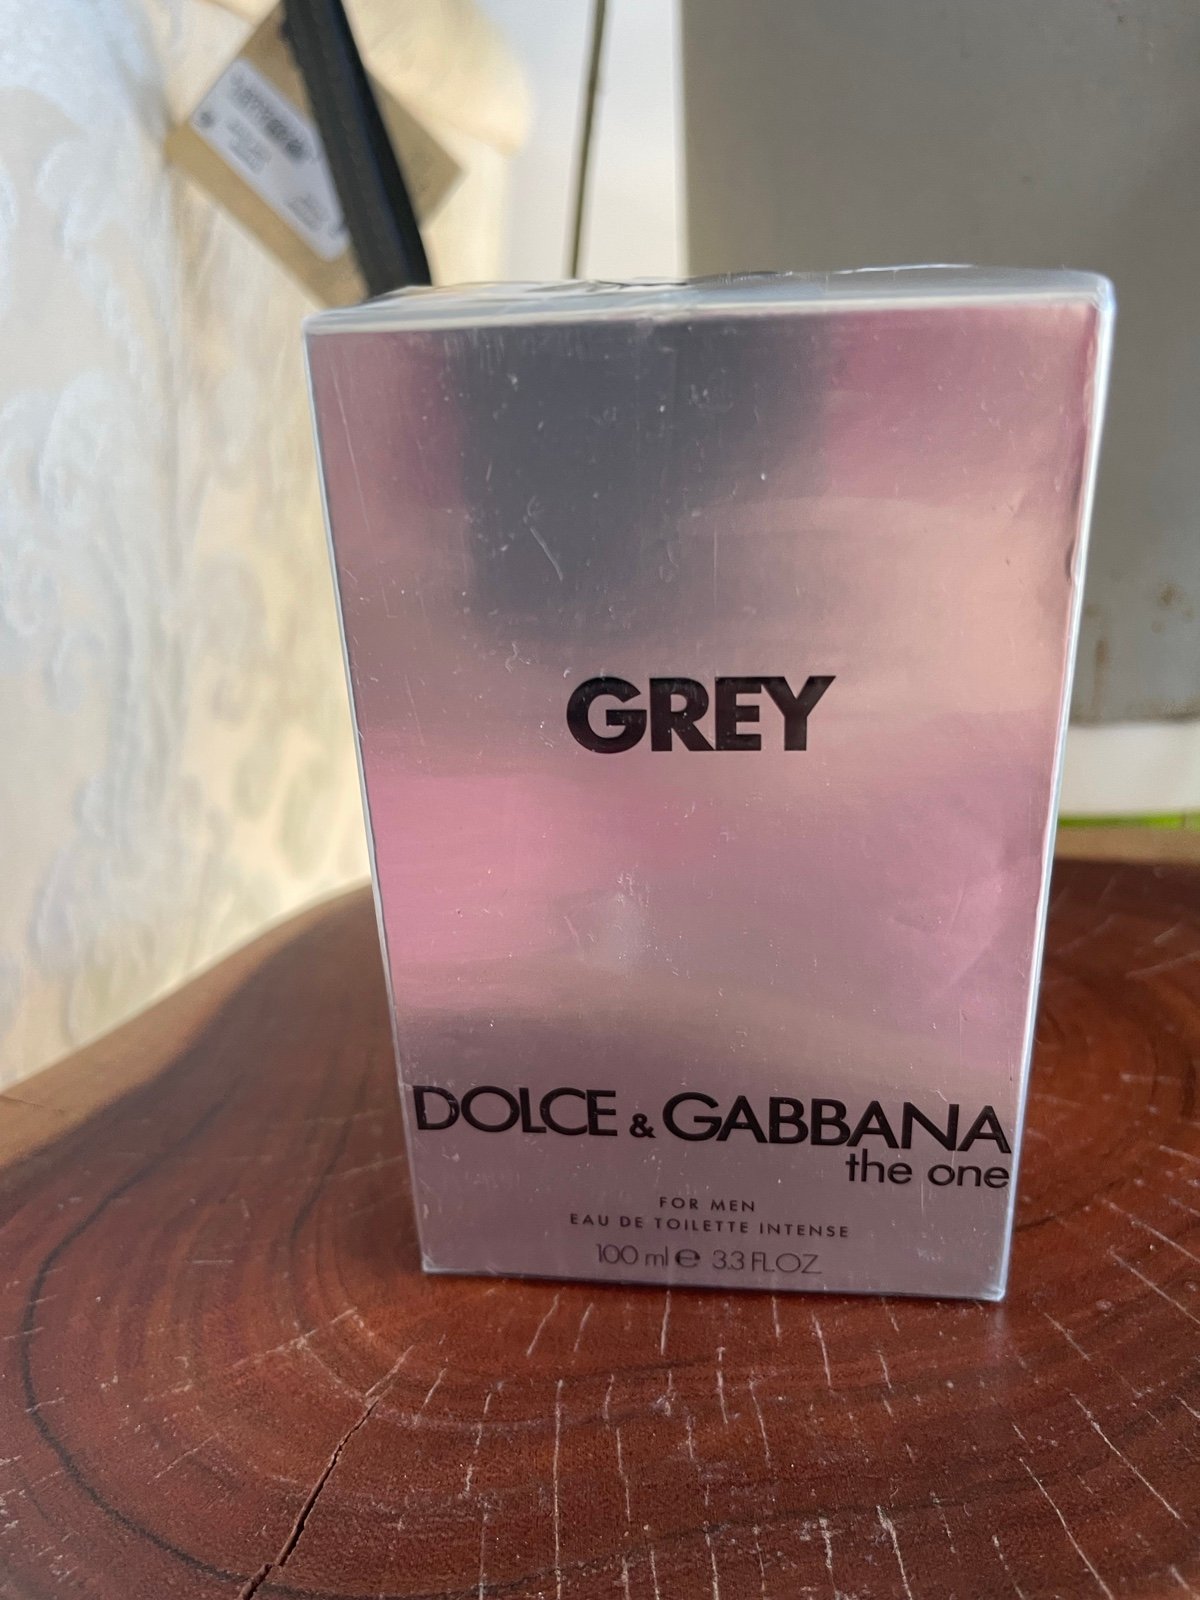 GREY
DOLCE & GABBANA
the one
FOR MEN
EAU DE TOILETTE INTENSE
100 ml ℮ 3.3 FL.OZ